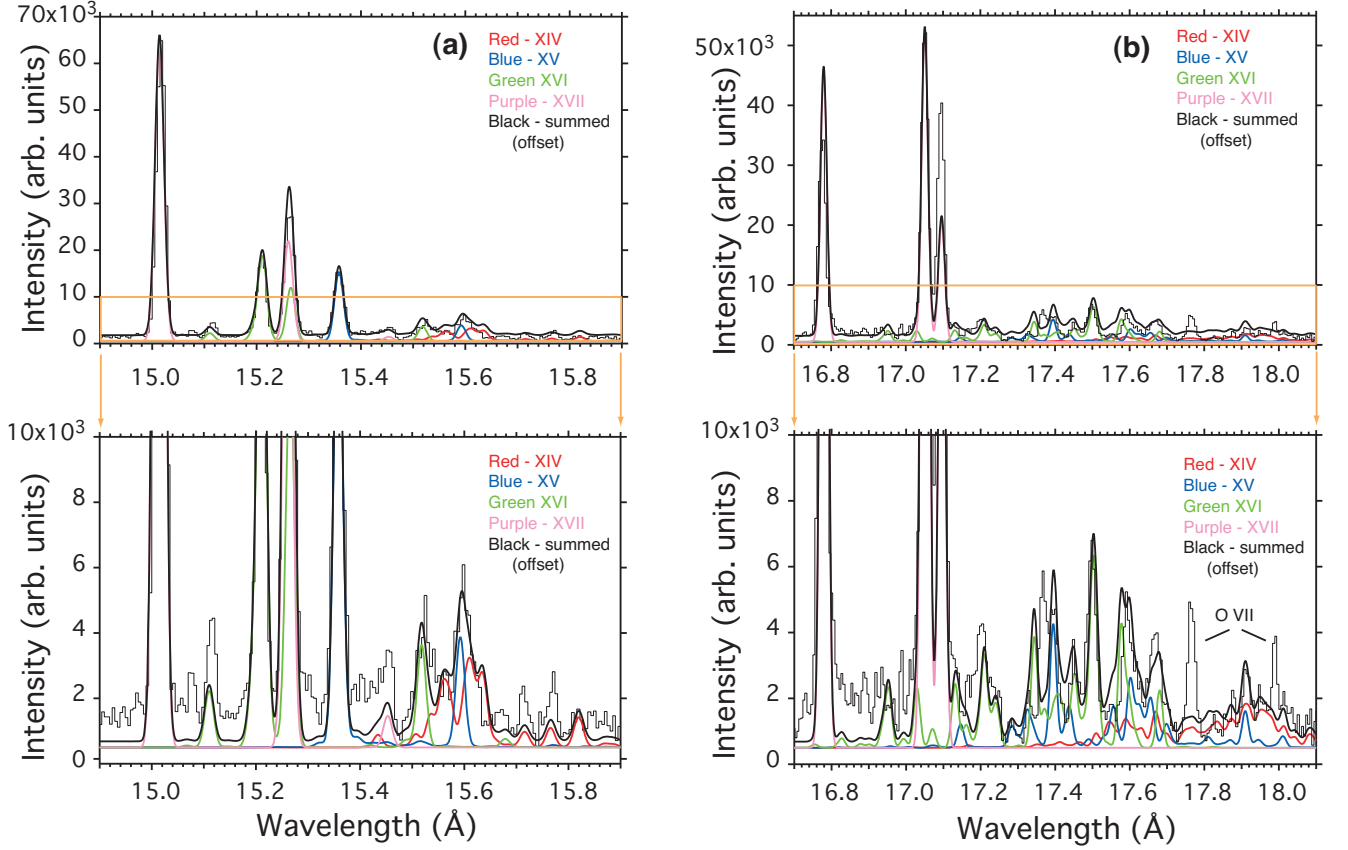 70x10³
60
50
40
30
20
10
0
Intensity (arb. units)
(a)
Red - XIV
Blue - XV
Green XVI
Purple - XVII
Black - summed
(offset)
15.0
15.2
15.4
15.6
15.8
50x10³
40
30
20
10
0
Intensity (arb. units)
(b)
Red - XIV
Blue - XV
Green XVI
Purple - XVII
Black - summed
(offset)
16.8
17.0
17.2
17.4
17.6
17.8
18.0
10x10³
8
6
4
2
0
Intensity (arb. units)
Red - XIV
Blue - XV
Green XVI
Purple - XVII
Black - summed
(offset)
15.0
15.2
15.4
15.6
15.8
Wavelength (Å)
10x10³
8
6
4
2
0
Intensity (arb. units)
Red - XIV
Blue - XV
Green XVI
Purple - XVII
Black - summed
(offset)
O VII
16.8
17.0
17.2
17.4
17.6
17.8
18.0
Wavelength (Å)